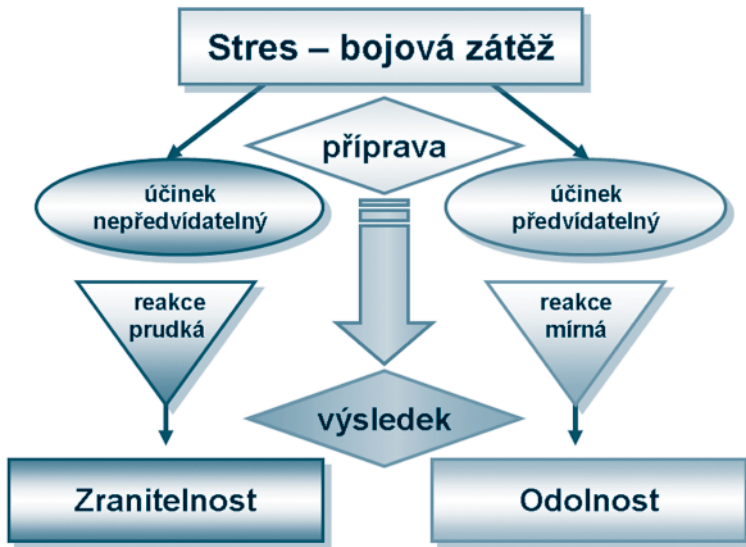 Stres – bojová zátěž
příprava
účinek
nepředvídatelný
účinek
předvídatelný
reakce
prudká
reakce
mírná
výsledek
Zranitelnost
Odolnost